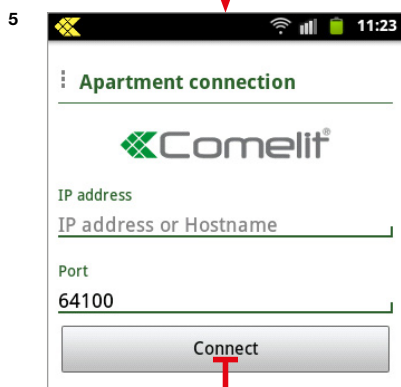 5
11:23
Apartment connection
Comelit®
IP address
IP address or Hostname
Port
64100
Connect